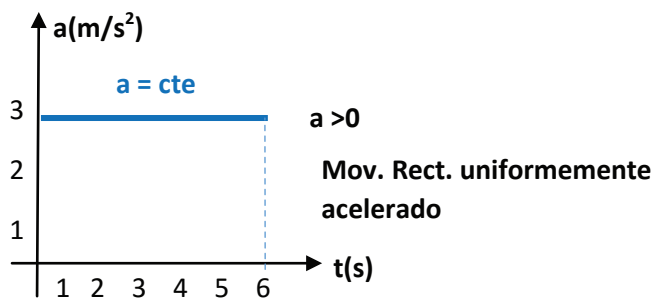 a(m/s²)
a = cte
3
a >0
2
Mov. Rect. uniformemente
acelerado
1
t(s)
1 2 3 4 5 6